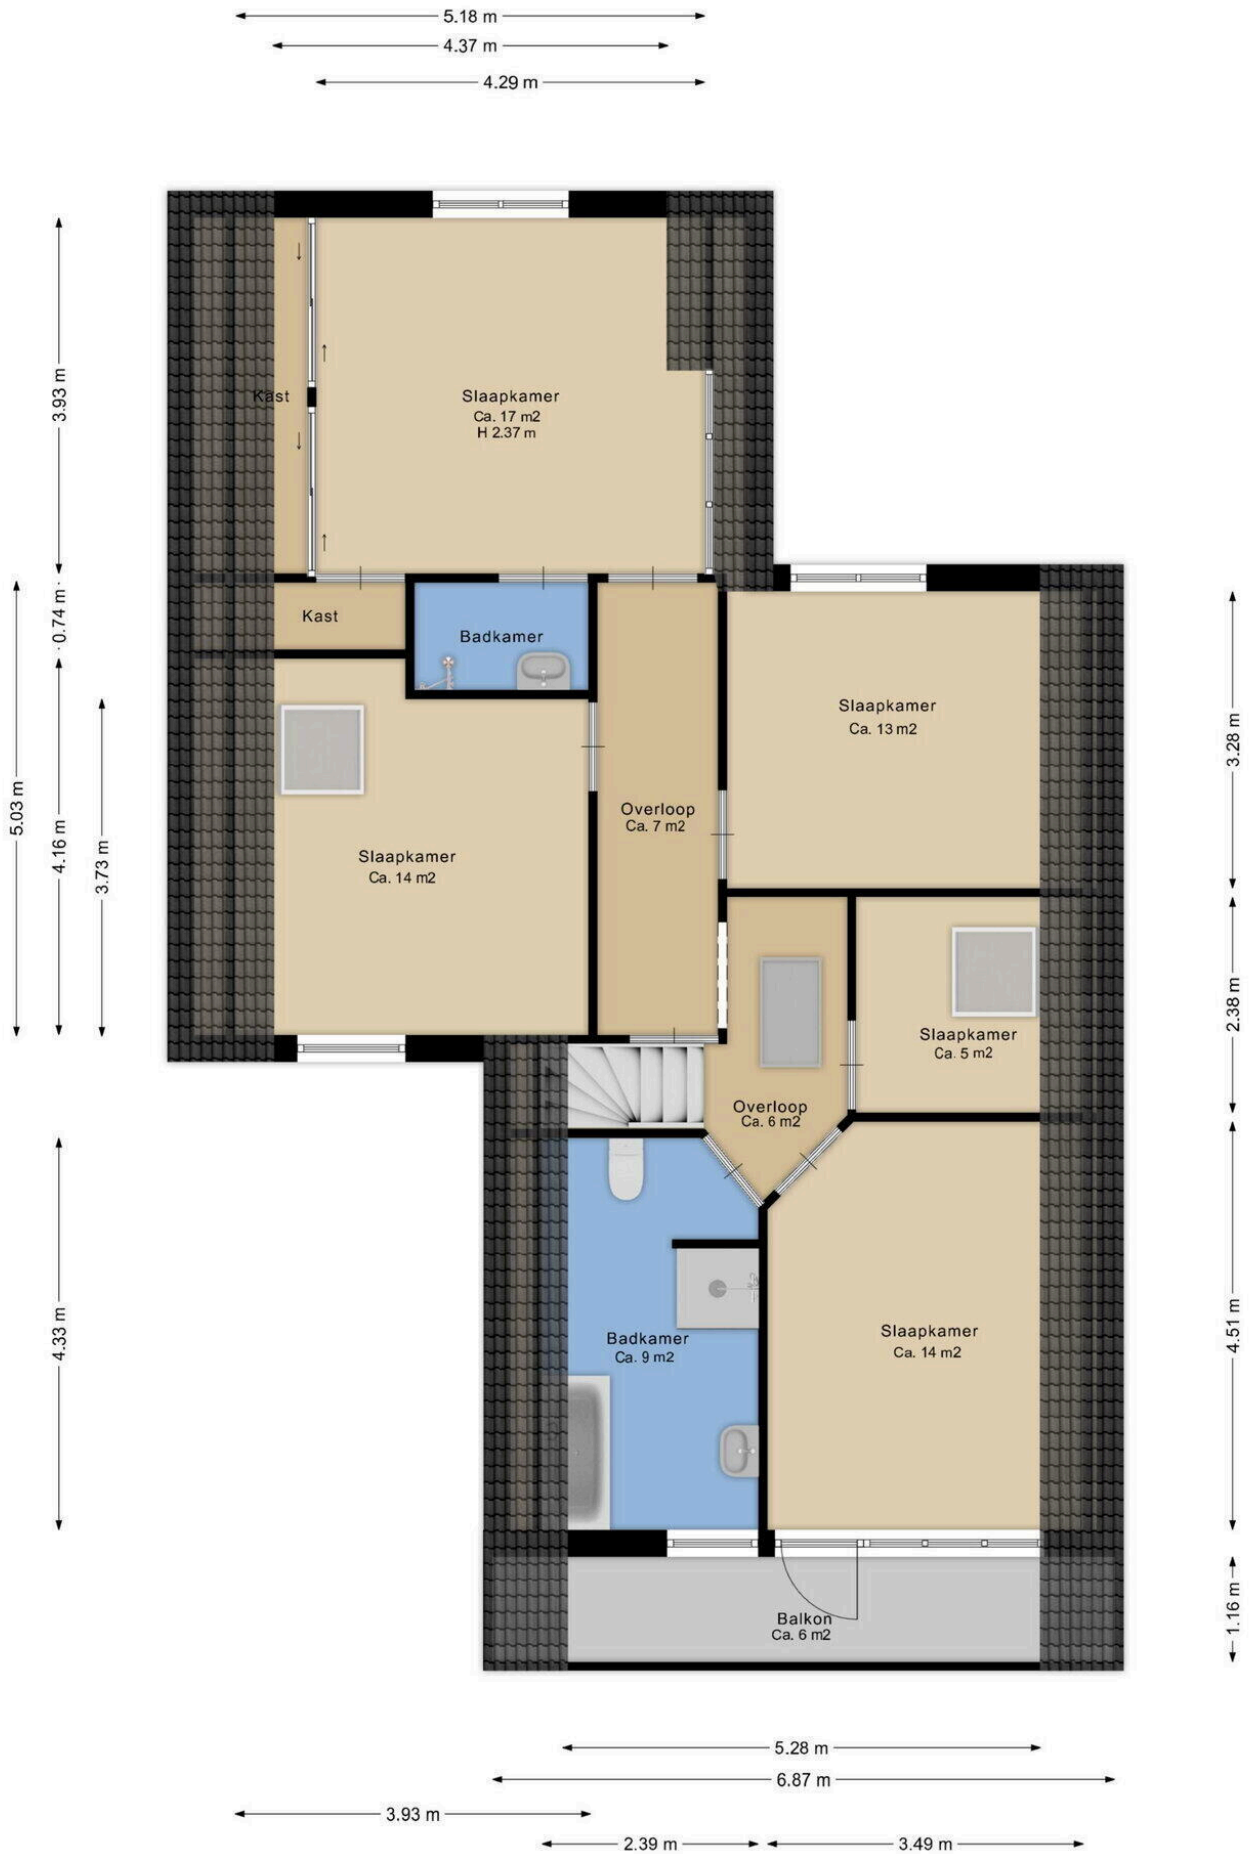 5.18 m
4.37 m
4.29 m
3.93 m
0.74 m
5.03 m
4.16 m
3.73 m
4.33 m
Kast
Slaapkamer
Ca. 17 m2
H 2.37 m
Kast
Badkamer
Slaapkamer
Ca. 13 m2
Overloop
Ca. 7 m2
Slaapkamer
Ca. 14 m2
Slaapkamer
Ca. 5 m2
Overloop
Ca. 6 m2
Badkamer
Ca. 9 m2
Slaapkamer
Ca. 14 m2
Balkon
Ca. 6 m2
3.28 m
2.38 m
4.51 m
1.16 m
5.28 m
6.87 m
3.93 m
2.39 m
3.49 m